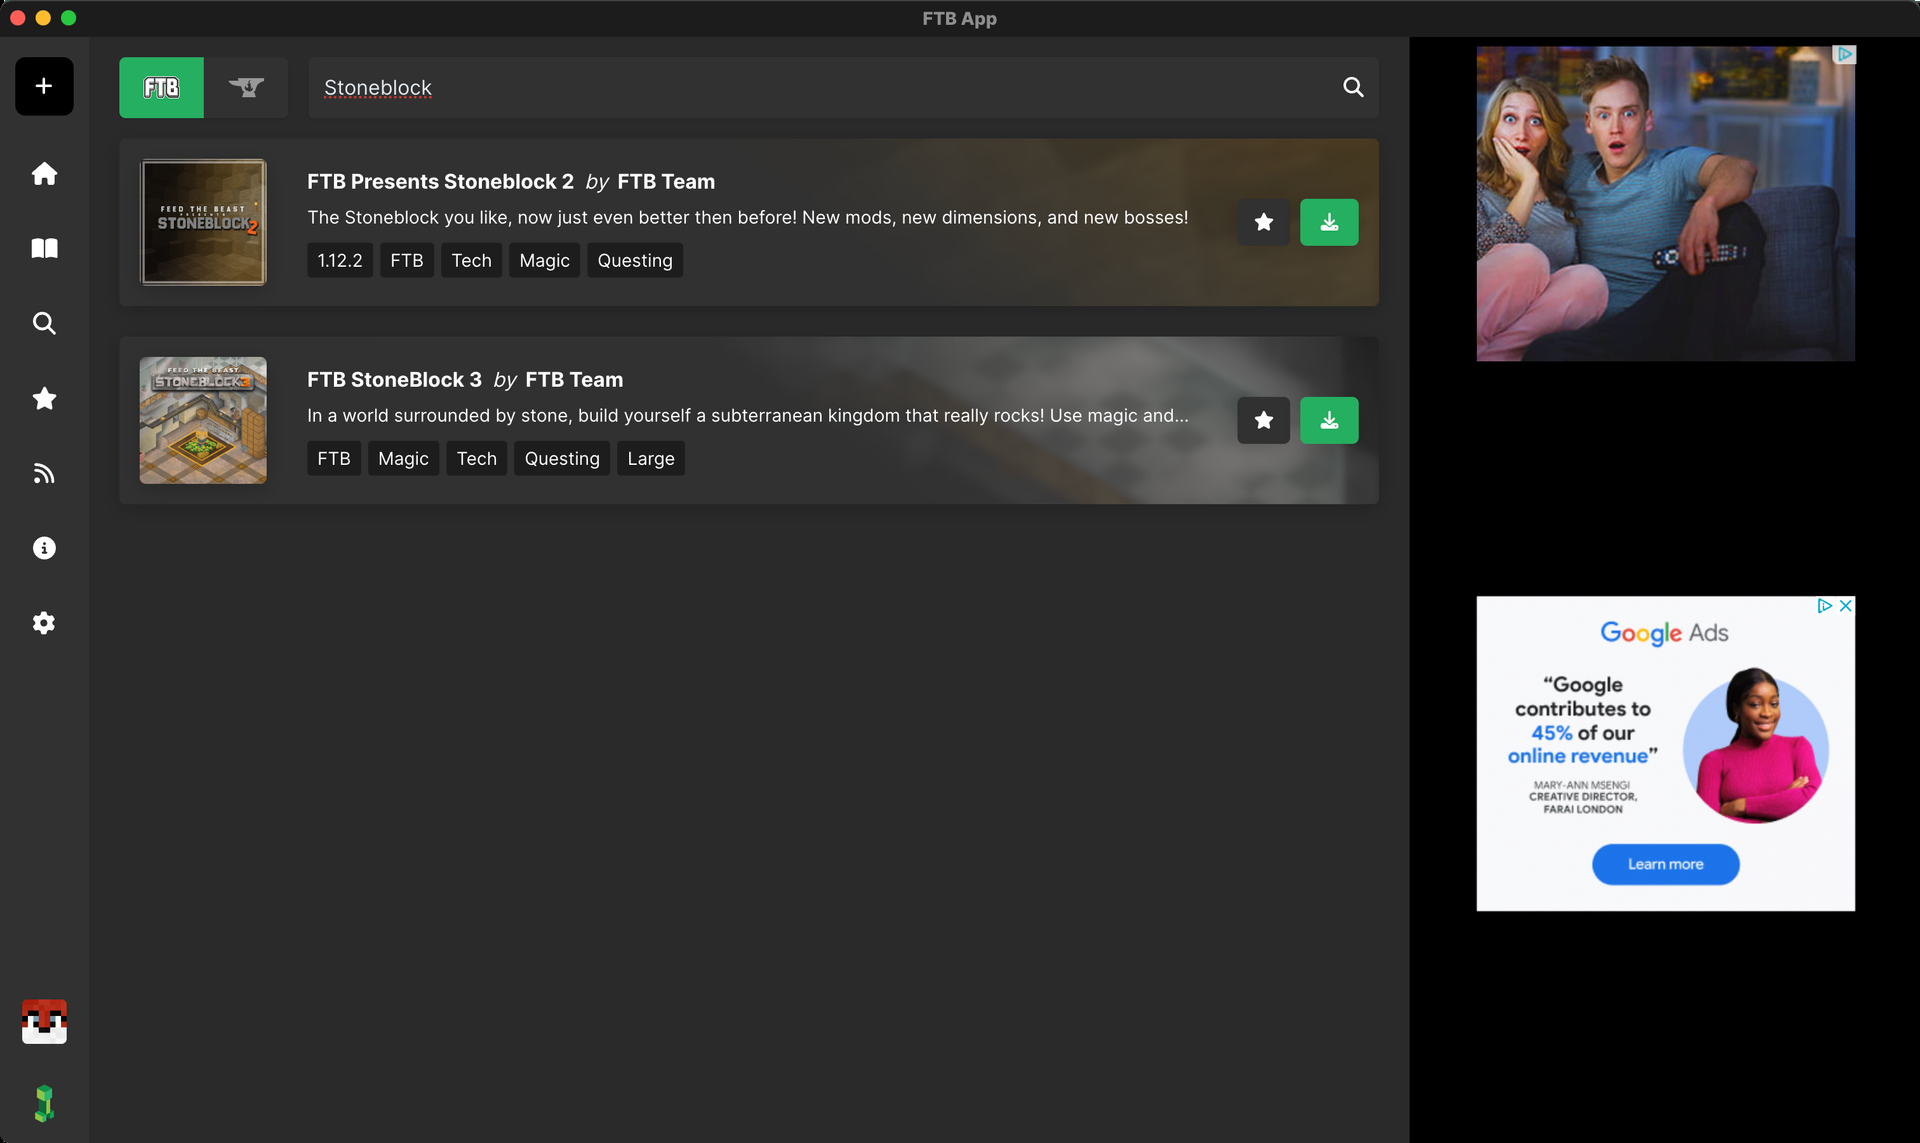 FTB App
FTB
Stoneblock
FEED THE BEAST
PRESENTS
STONEBLOCK 2
FTB Presents Stoneblock 2 by FTB Team
The Stoneblock you like, now just even better then before! New mods, new dimensions, and new bosses!
1.12.2 FTB Tech Magic Questing
FEED THE BEAST
STONEBLOCK 3
FTB StoneBlock 3 by FTB Team
In a world surrounded by stone, build yourself a subterranean kingdom that really rocks! Use magic and...
FTB Magic Tech Questing Large
Google Ads
“Google
contributes to
45% of our
online revenue”
MARY-ANN MSENGI
CREATIVE DIRECTOR,
FARAI LONDON
Learn more